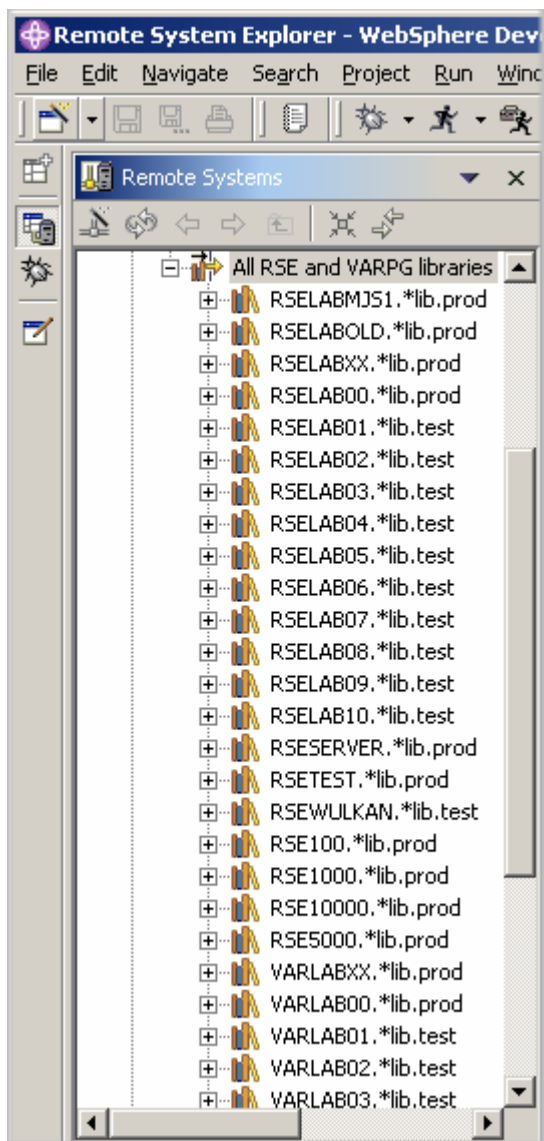 Remote System Explorer - WebSphere Deve
File Edit Navigate Search Project Run Wind
Remote Systems
All RSE and VARPG libraries
RSELABMJS1.*lib.prod
RSELABOLD.*lib.prod
RSELABXX.*lib.prod
RSELAB00.*lib.prod
RSELAB01.*lib.test
RSELAB02.*lib.test
RSELAB03.*lib.test
RSELAB04.*lib.test
RSELAB05.*lib.test
RSELAB06.*lib.test
RSELAB07.*lib.test
RSELAB08.*lib.test
RSELAB09.*lib.test
RSELAB10.*lib.test
RSESERVER.*lib.prod
RSETEST.*lib.prod
RSEWULKAN.*lib.test
RSE100.*lib.prod
RSE1000.*lib.prod
RSE10000.*lib.prod
RSE5000.*lib.prod
VARLABXX.*lib.prod
VARLAB00.*lib.prod
VARLAB01.*lib.test
VARLAB02.*lib.test
VARLAB03.*lib.test